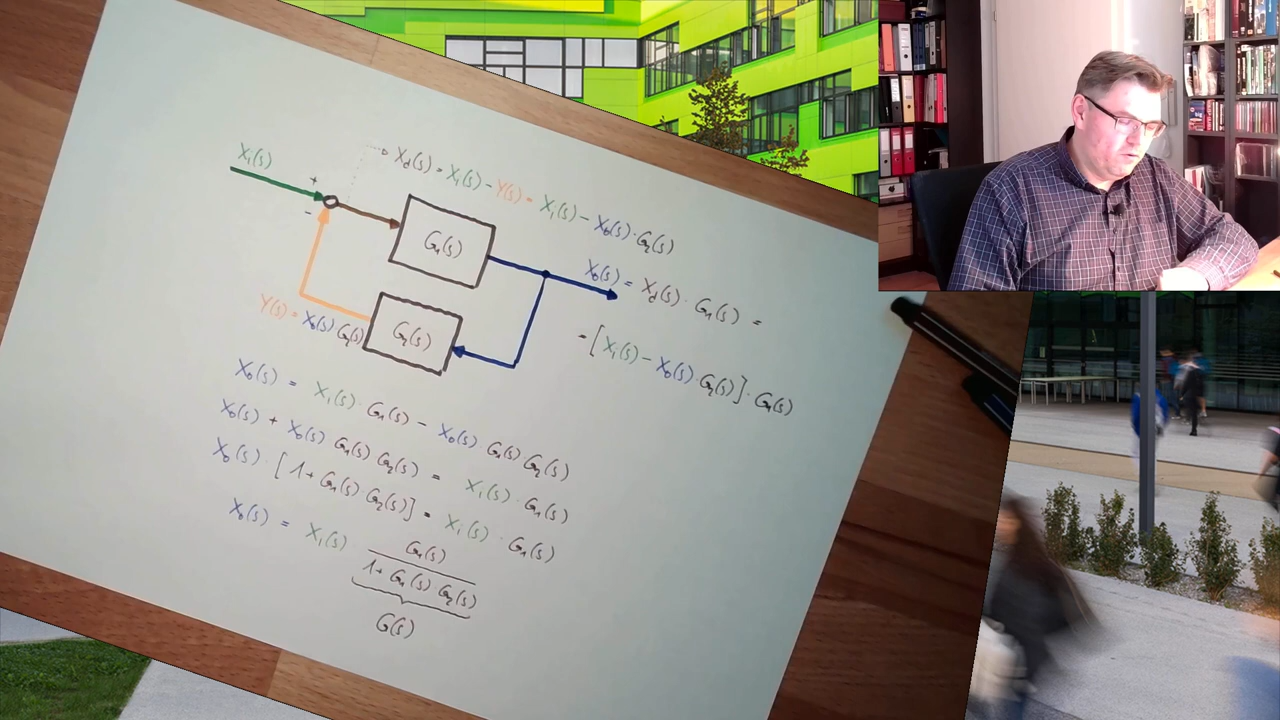 X₁(s)
+
-
X_d(s) = X₁(s) - Y(s) = X₁(s) - X₀(s)·G₂(s)
G₁(s)
X₀(s) = X_d(s) · G₁(s) =
= [X₁(s) - X₀(s)·G₂(s)] · G₁(s)
Y(s) = X₀(s) G₂(s)
G₂(s)
X₀(s) = X₁(s) · G₁(s) - X₀(s) G₁(s)·G₂(s)
X₀(s) + X₀(s) G₁(s) G₂(s) = X₁(s) · G₁(s)
X₀(s) · [1 + G₁(s) G₂(s)] = X₁(s) · G₁(s)
X₀(s) = X₁(s) G₁(s)
1 + G₁(s) G₂(s)
G(s)